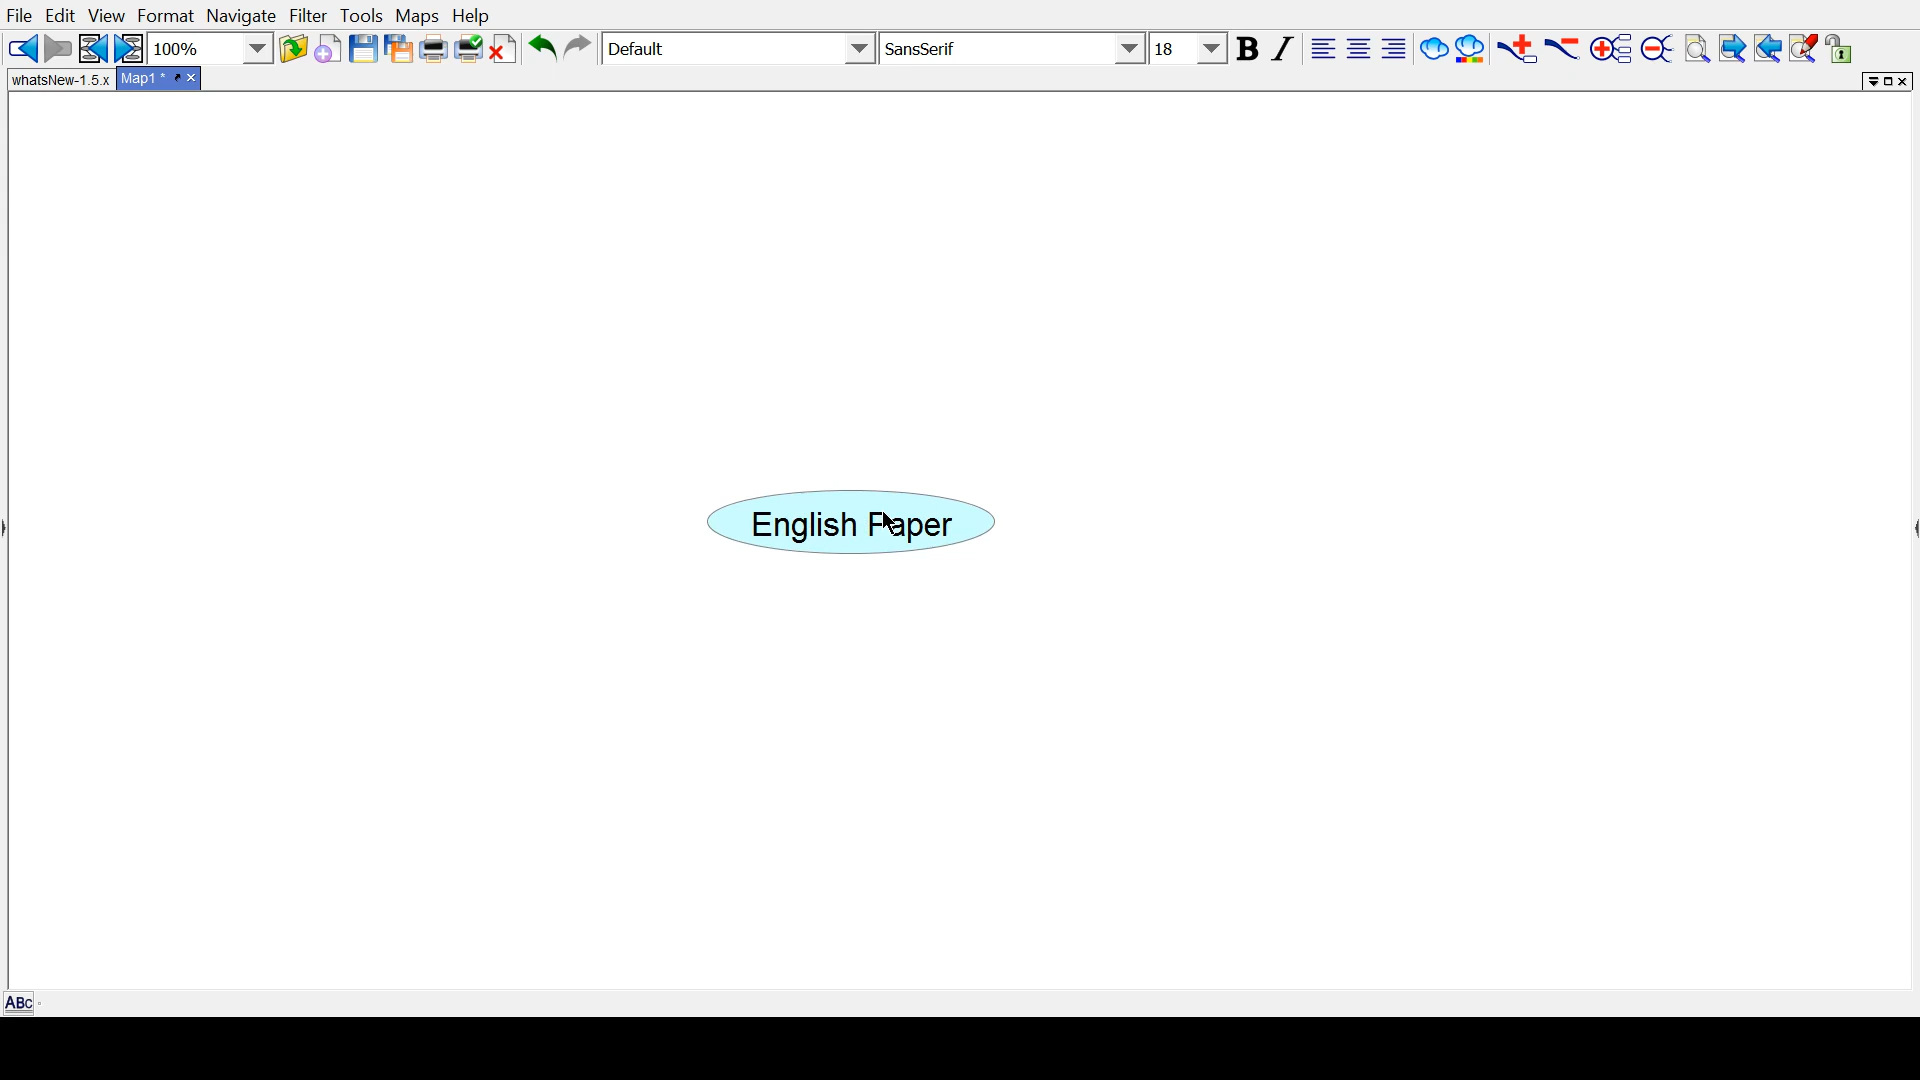 File Edit View Format Navigate Filter Tools Maps Help
100% Default SansSerif 18 B I
whatsNew-1.5.x Map1 *
English Paper
ABC